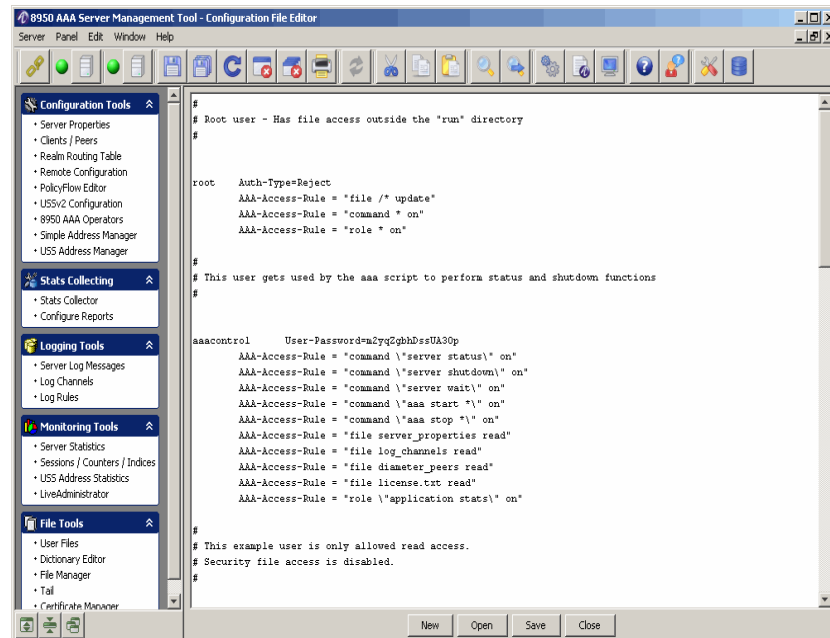 8950 AAA Server Management Tool - Configuration File Editor
Server Panel Edit Window Help
Configuration Tools
• Server Properties
• Clients / Peers
• Realm Routing Table
• Remote Configuration
• PolicyFlow Editor
• USSv2 Configuration
• 8950 AAA Operators
• Simple Address Manager
• USS Address Manager
Stats Collecting
• Stats Collector
• Configure Reports
Logging Tools
• Server Log Messages
• Log Channels
• Log Rules
Monitoring Tools
• Server Statistics
• Sessions / Counters / Indices
• USS Address Statistics
• LiveAdministrator
File Tools
• User Files
• Dictionary Editor
• File Manager
• Tail
• Certificate Manager
#
# Root user - Has file access outside the "run" directory
#
root Auth-Type=Reject
AAA-Access-Rule = "file /* update"
AAA-Access-Rule = "command * on"
AAA-Access-Rule = "role * on"
#
# This user gets used by the aaa script to perform status and shutdown functions
#
aaacontrol User-Password=m2yqZgbhDssUA30p
AAA-Access-Rule = "command \"server status\" on"
AAA-Access-Rule = "command \"server shutdown\" on"
AAA-Access-Rule = "command \"server wait\" on"
AAA-Access-Rule = "command \"aaa start *\" on"
AAA-Access-Rule = "command \"aaa stop *\" on"
AAA-Access-Rule = "file server_properties read"
AAA-Access-Rule = "file log_channels read"
AAA-Access-Rule = "file diameter_peers read"
AAA-Access-Rule = "file license.txt read"
AAA-Access-Rule = "role \"application stats\" on"
#
# This example user is only allowed read access.
# Security file access is disabled.
#
New Open Save Close